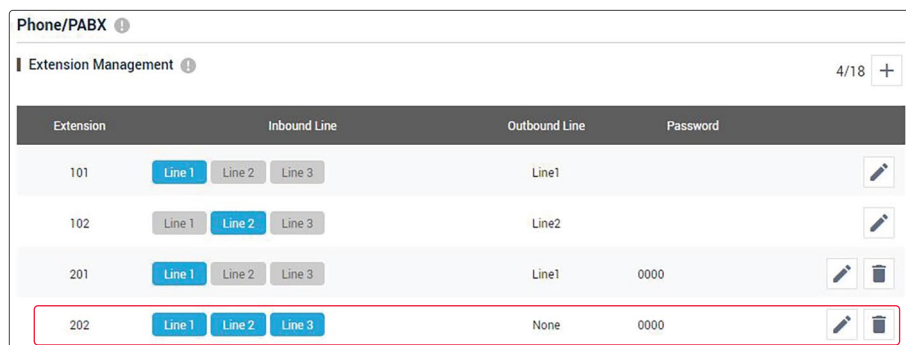 Phone/PABX !
Extension Management !
4/18 +
Extension Inbound Line Outbound Line Password
101 Line 1 Line 2 Line 3 Line1
102 Line 1 Line 2 Line 3 Line2
201 Line 1 Line 2 Line 3 Line1 0000
202 Line 1 Line 2 Line 3 None 0000